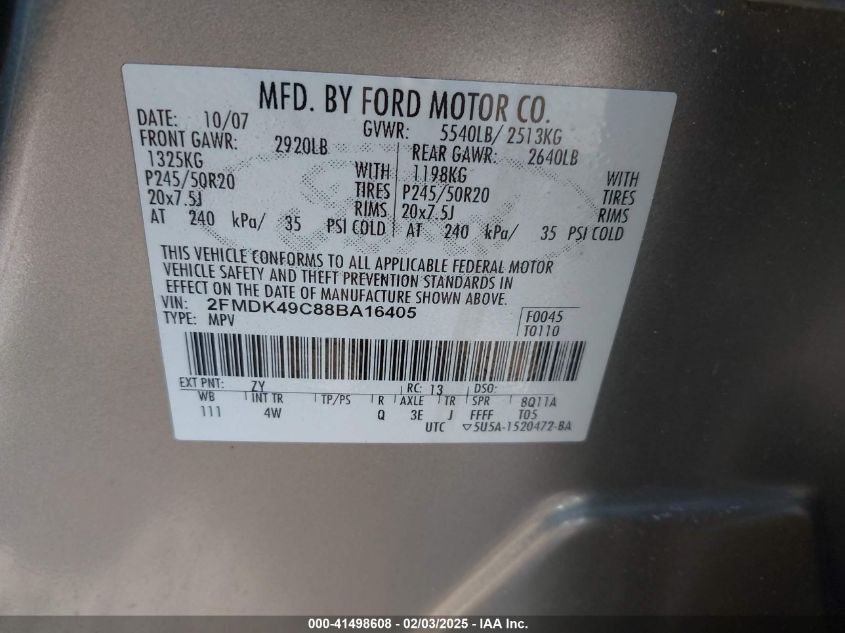 MFD. BY FORD MOTOR CO.
DATE: 10/07 GVWR: 5540LB/ 2513KG
FRONT GAWR: 2920LB REAR GAWR: 2640LB
1325KG WITH 1198KG WITH
P245/50R20 TIRES P245/50R20 TIRES
20x7.5J RIMS 20x7.5J RIMS
AT 240 kPa/ 35 PSI COLD AT 240 kPa/ 35 PSI COLD
THIS VEHICLE CONFORMS TO ALL APPLICABLE FEDERAL MOTOR
VEHICLE SAFETY AND THEFT PREVENTION STANDARDS IN
EFFECT ON THE DATE OF MANUFACTURE SHOWN ABOVE.
VIN: 2FMDK49C88BA16405 F0045
TYPE: MPV T0110
EXT PNT: ZY RC: 13 DSO:
WB INT TR TP/PS R AXLE TR SPR 8Q11A
111 4W Q 3E J FFFF T05
UTC ▽5U5A-1520472-BA
000-41498608 - 02/03/2025 - IAA Inc.